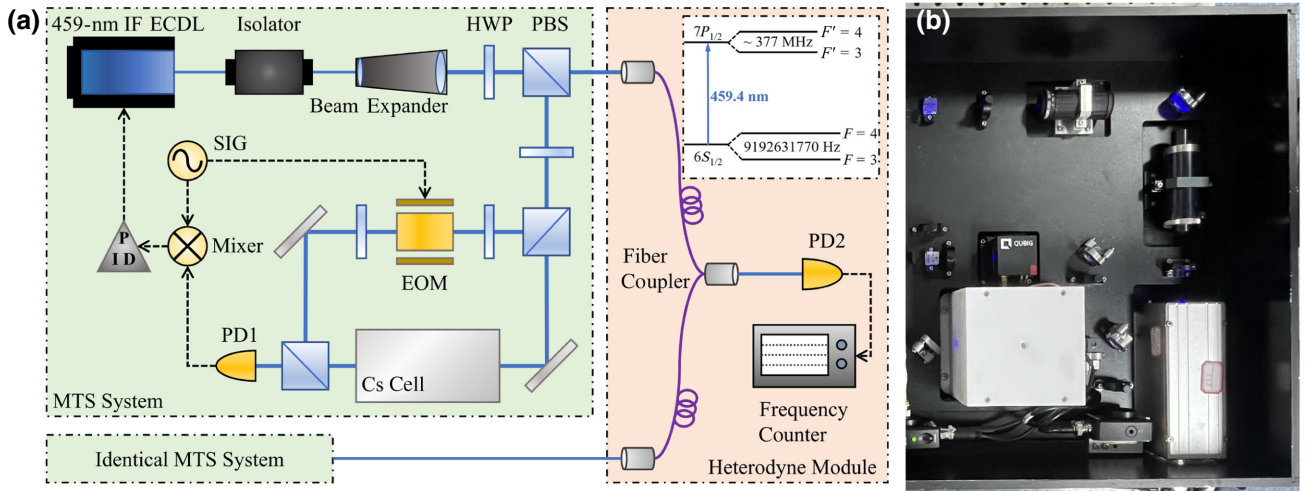 (a)
459-nm IF ECDL
Isolator
HWP
PBS
Beam Expander
SIG
Mixer
P
I D
EOM
PD1
Cs Cell
MTS System
Identical MTS System
7P1/2
F' = 4
~ 377 MHz
F' = 3
459.4 nm
F = 4
9192631770 Hz
6S1/2
F = 3
Fiber
Coupler
PD2
Frequency
Counter
Heterodyne Module
(b)
QUBIG